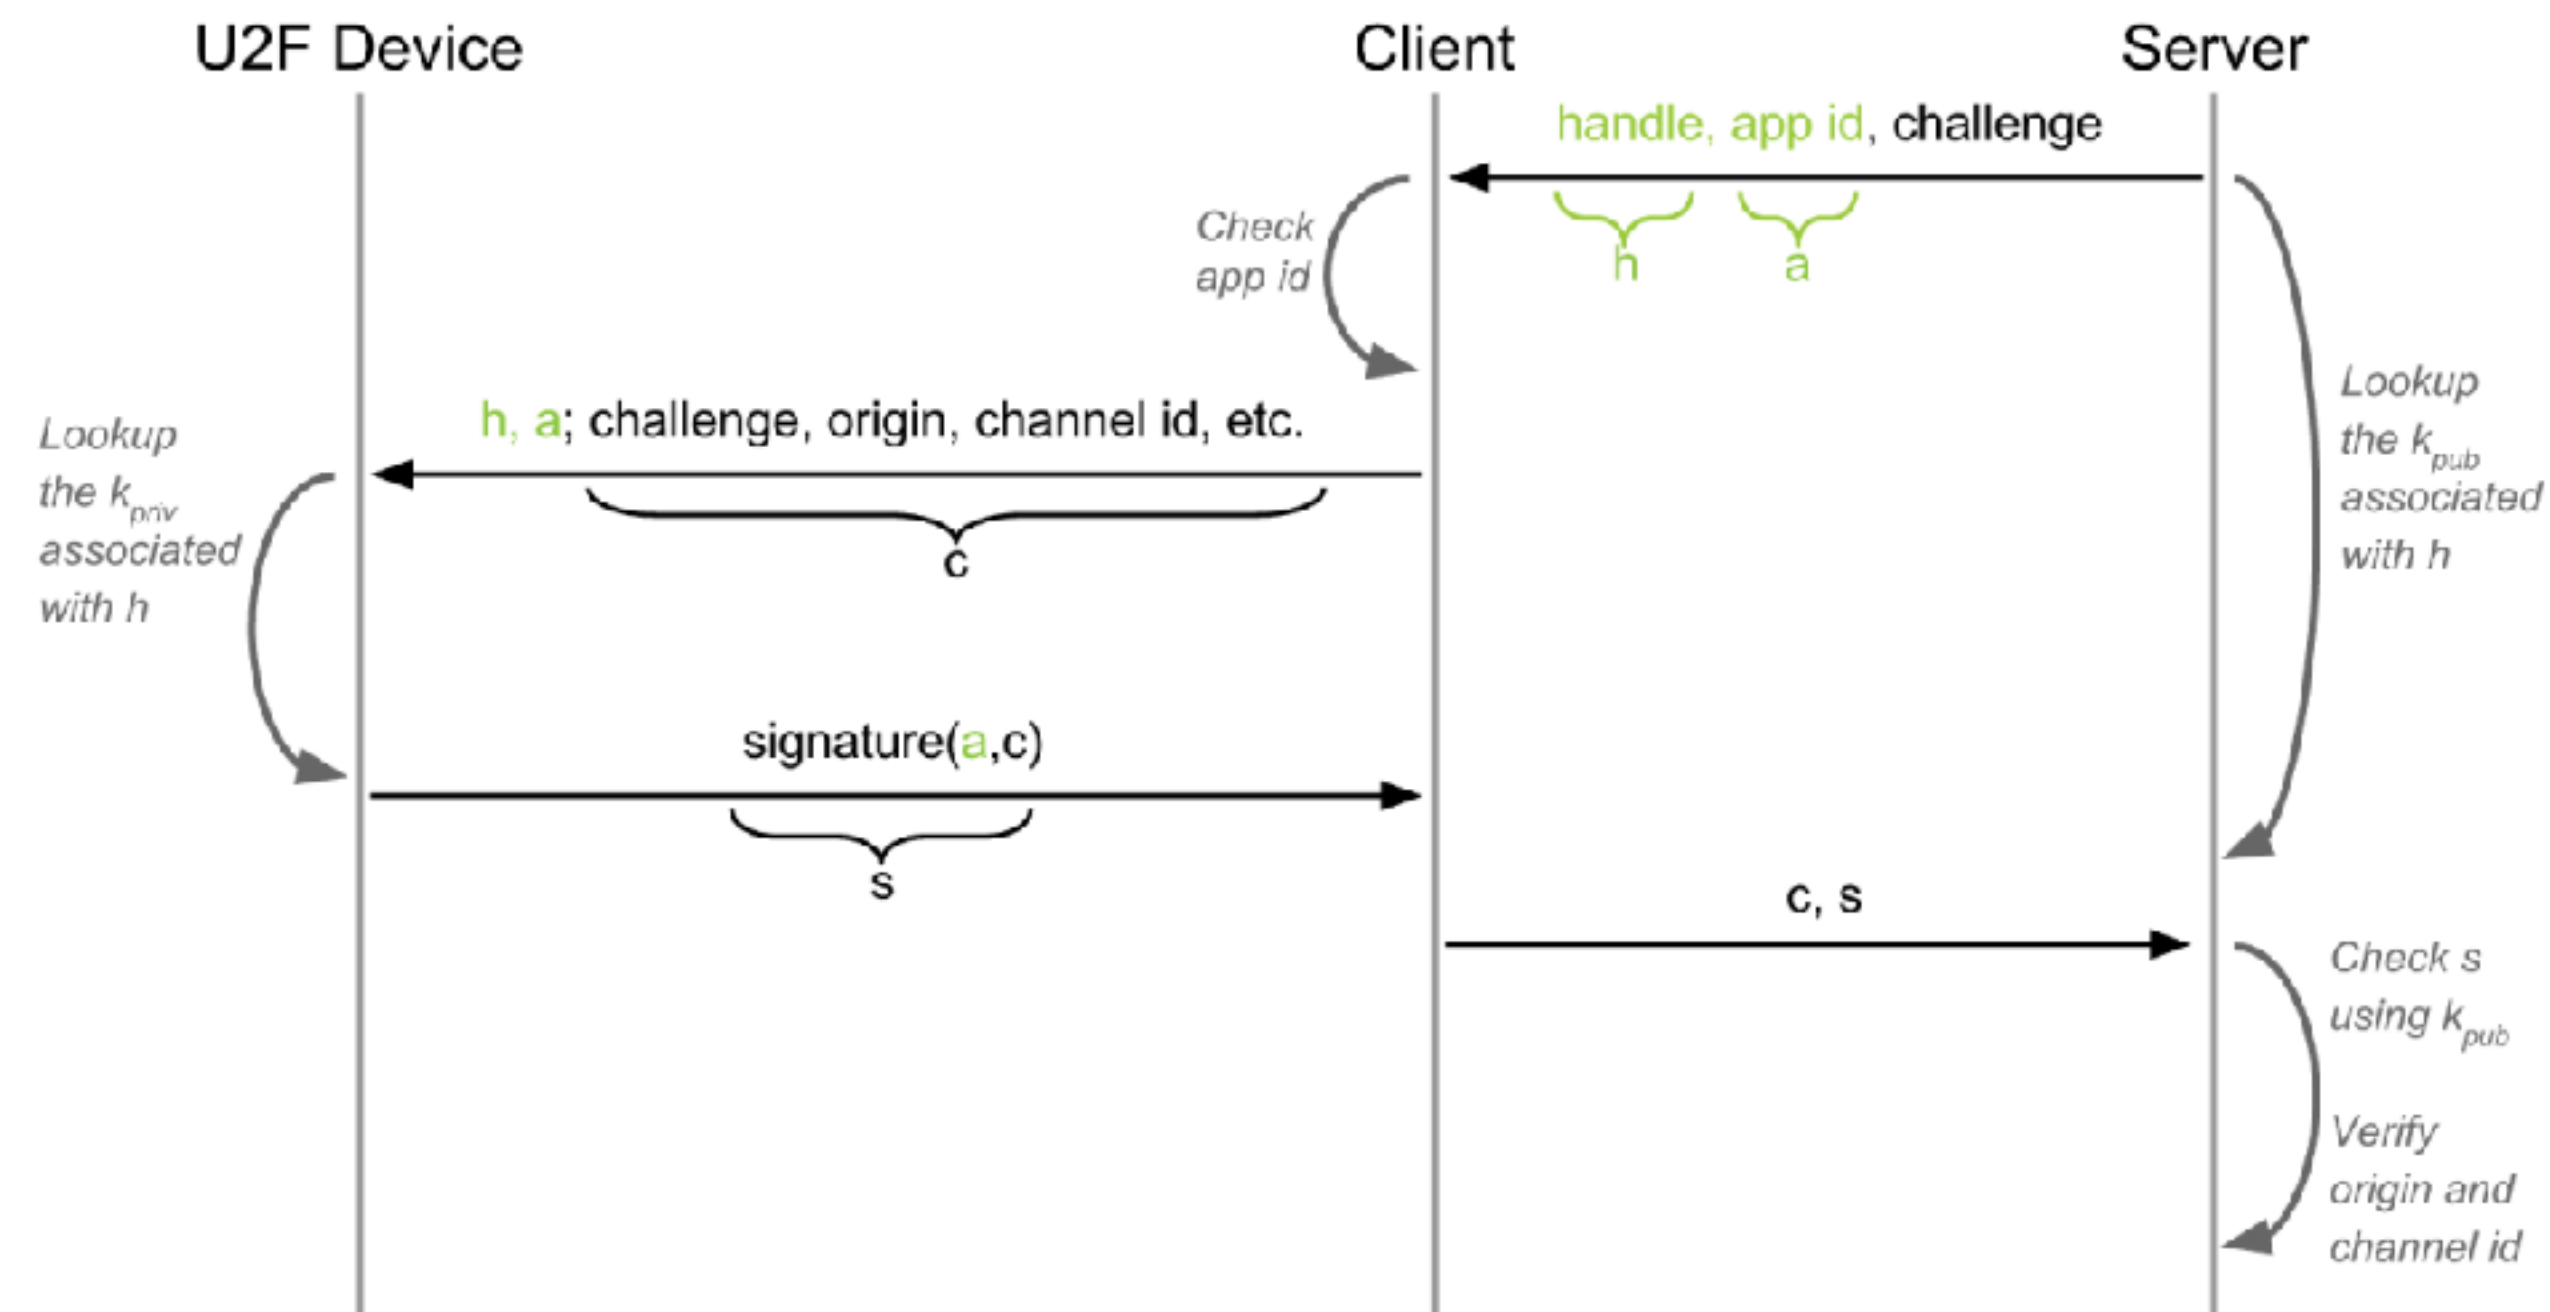 U2F Device
Client
Server
handle, app id, challenge
h
a
Check
app id
Lookup
the kpub
associated
with h
h, a; challenge, origin, channel id, etc.
c
Lookup
the kpriv
associated
with h
signature(a,c)
s
c, s
Check s
using kpub
Verify
origin and
channel id